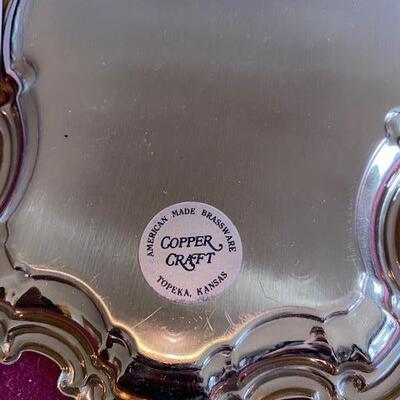 AMERICAN MADE BRASSWARE
COPPER
CRAFT
TOPEKA, KANSAS